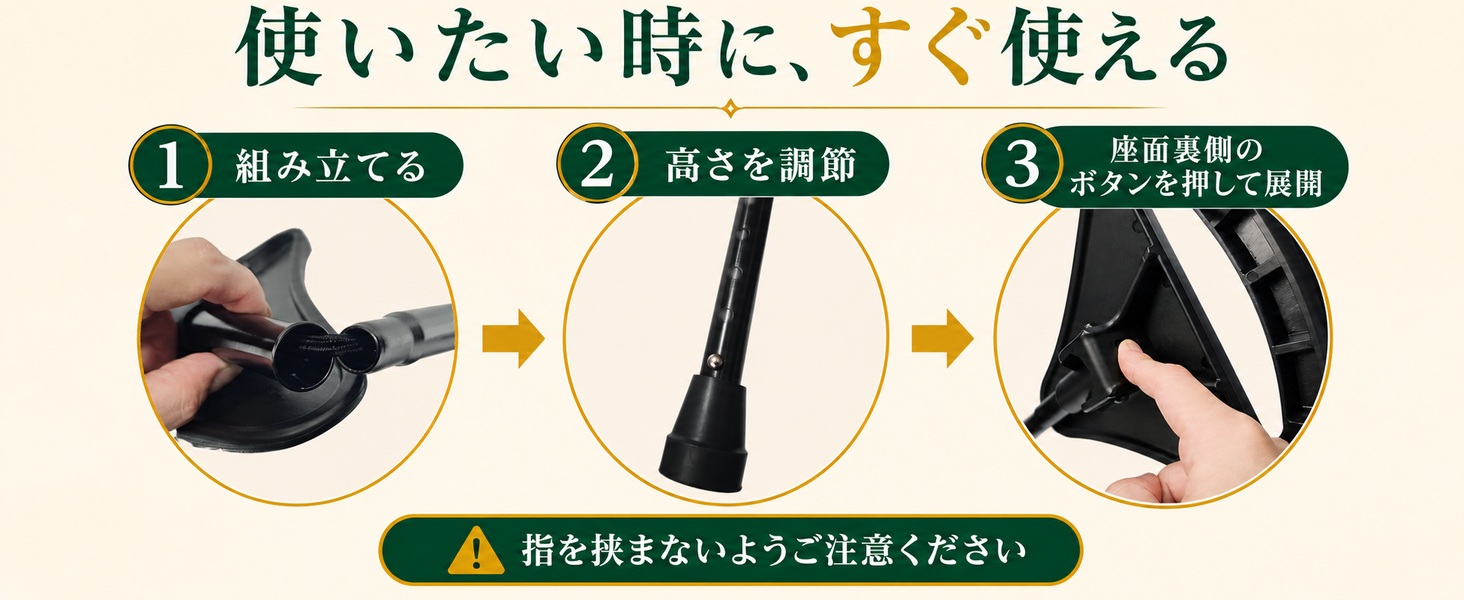 使いたい時に、すぐ使える
1 組み立てる
2 高さを調節
3 座面裏側の
ボタンを押して展開
指を挟まないようご注意ください